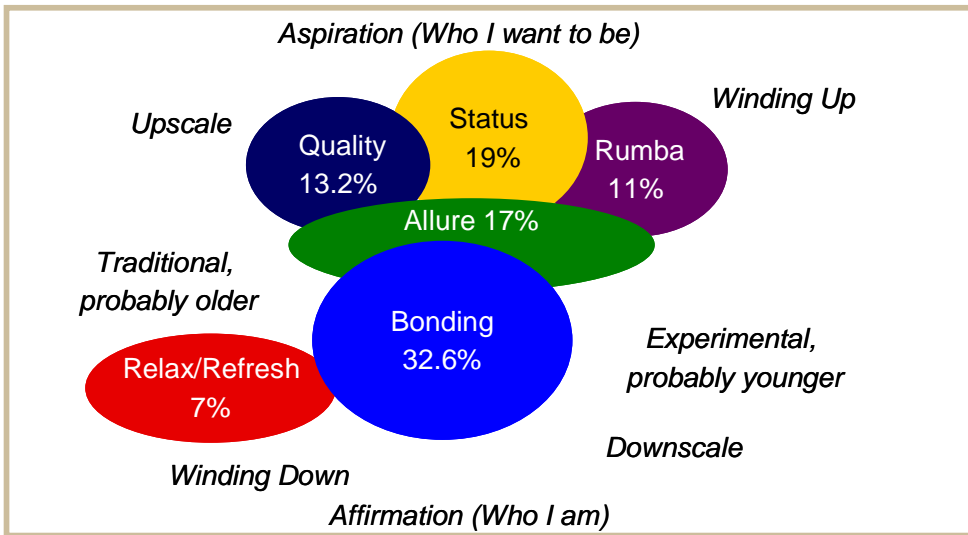 Aspiration (Who I want to be)
Winding Up
Upscale
Status
19%
Quality
13.2%
Rumba
11%
Allure 17%
Traditional,
probably older
Bonding
32.6%
Experimental,
probably younger
Relax/Refresh
7%
Downscale
Winding Down
Affirmation (Who I am)